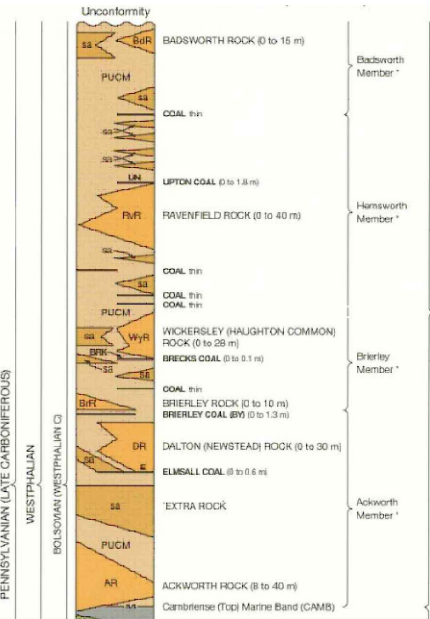 Unconformity
BdR
BADSWORTH ROCK (0 to 15 m)
sa
Badsworth
Member *
PUCM
sa
COAL thin
sa
sa
UN
UPTON COAL (0 to 1.8 m)
RvR
RAVENFIELD ROCK (0 to 40 m)
Hemsworth
Member *
sa
COAL thin
sa
COAL thin
COAL thin
PUCM
sa
WyR
WICKERSLEY (HAUGHTON COMMON)
ROCK (0 to 28 m)
BRK
BRECKS COAL (0 to 0.1 m)
Brierley
Member *
sa
sa
COAL thin
BrR
BRIERLEY ROCK (0 to 10 m)
BRIERLEY COAL (BY) (0 to 1.3 m)
DR
DALTON (NEWSTEAD) ROCK (0 to 30 m)
sa
E
ELMSALL COAL (0 to 0.6 m)
sa
'EXTRA ROCK'
Ackworth
Member *
PUCM
AR
ACKWORTH ROCK (8 to 40 m)
Cambriense (Top) Marine Band (CAMB)
PENNSYLVANIAN (LATE CARBONIFEROUS)
WESTPHALIAN
BOLSOVIAN (WESTPHALIAN C)